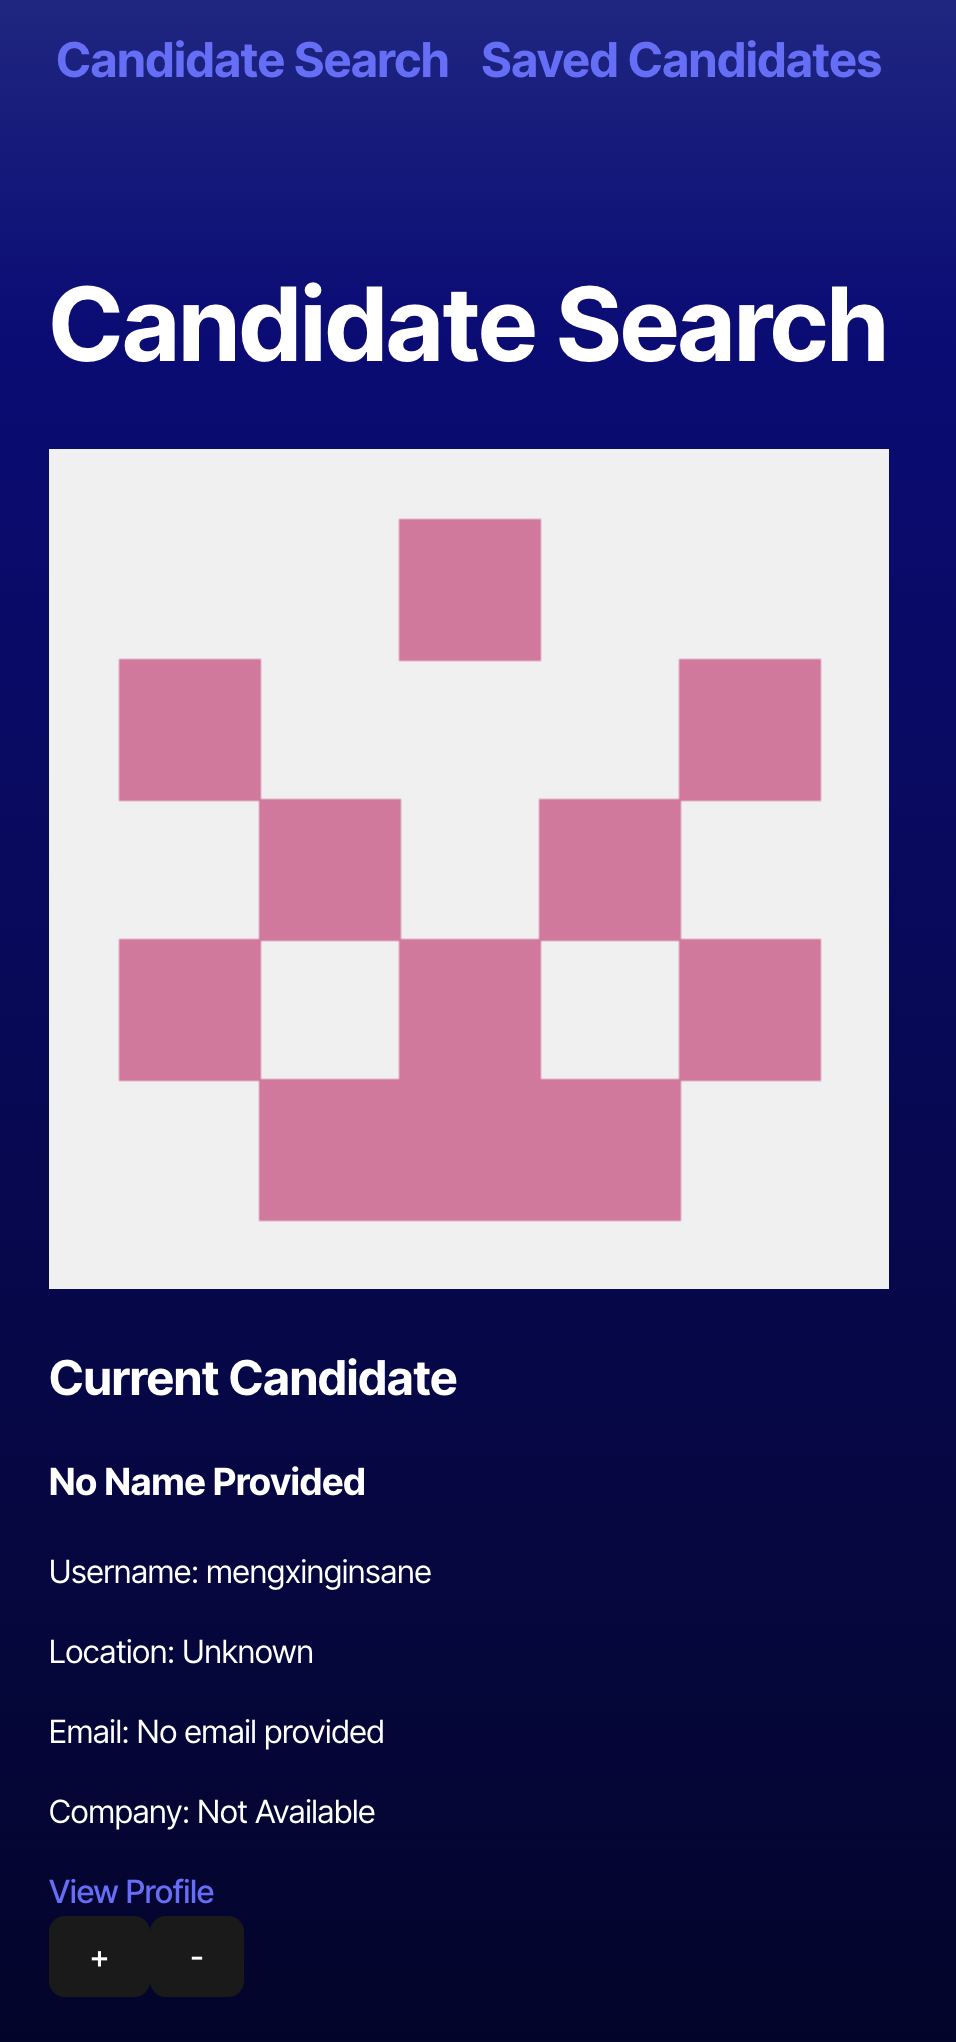 Candidate Search Saved Candidates
Candidate Search
Current Candidate
No Name Provided
Username: mengxinginsane
Location: Unknown
Email: No email provided
Company: Not Available
View Profile
+ -